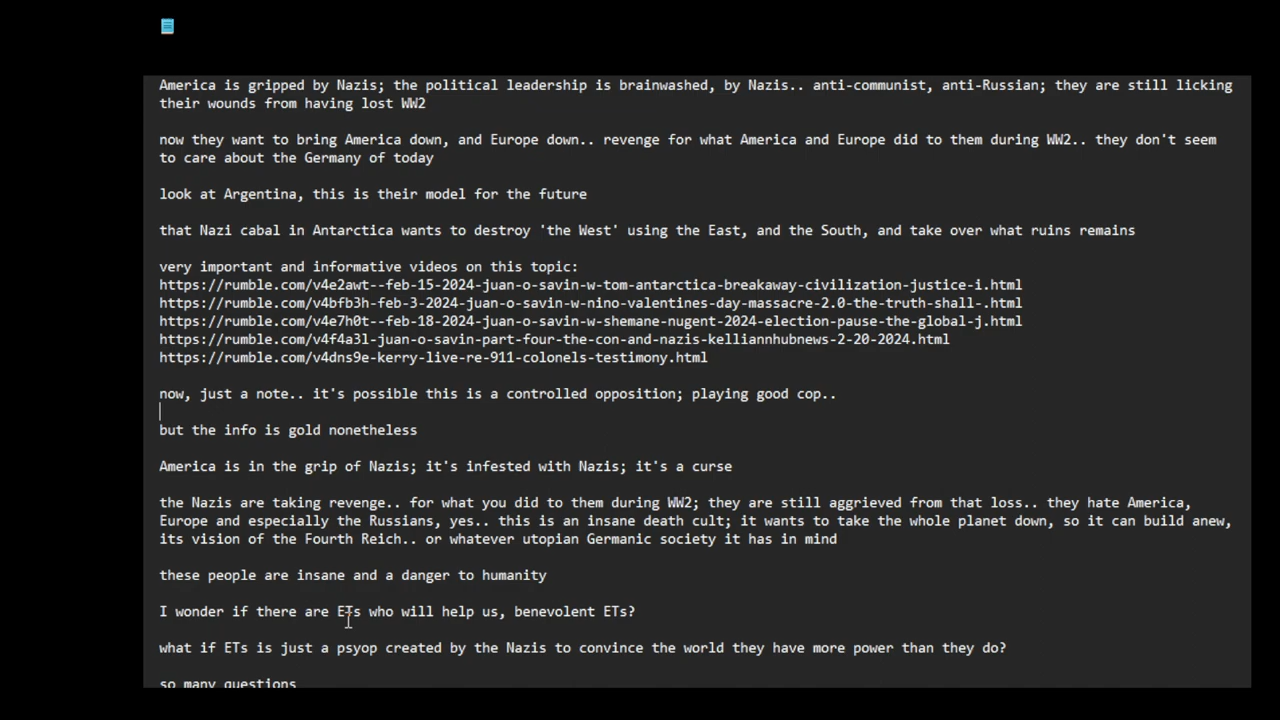 America is gripped by Nazis; the political leadership is brainwashed, by Nazis.. anti-communist, anti-Russian; they are still licking
their wounds from having lost WW2
now they want to bring America down, and Europe down.. revenge for what America and Europe did to them during WW2.. they don't seem
to care about the Germany of today
look at Argentina, this is their model for the future
that Nazi cabal in Antarctica wants to destroy 'the West' using the East, and the South, and take over what ruins remains
very important and informative videos on this topic:
https://rumble.com/v4e2awt--feb-15-2024-juan-o-savin-w-tom-antarctica-breakaway-civilization-justice-i.html
https://rumble.com/v4bfb3h-feb-3-2024-juan-o-savin-w-nino-valentines-day-massacre-2.0-the-truth-shall-.html
https://rumble.com/v4e7h0t--feb-18-2024-juan-o-savin-w-shemane-nugent-2024-election-pause-the-global-j.html
https://rumble.com/v4f4a3l-juan-o-savin-part-four-the-con-and-nazis-kelliannhubnews-2-20-2024.html
https://rumble.com/v4dns9e-kerry-live-re-911-colonels-testimony.html
now, just a note.. it's possible this is a controlled opposition; playing good cop..
but the info is gold nonetheless
America is in the grip of Nazis; it's infested with Nazis; it's a curse
the Nazis are taking revenge.. for what you did to them during WW2; they are still aggrieved from that loss.. they hate America,
Europe and especially the Russians, yes.. this is an insane death cult; it wants to take the whole planet down, so it can build anew,
its vision of the Fourth Reich.. or whatever utopian Germanic society it has in mind
these people are insane and a danger to humanity
I wonder if there are ETs who will help us, benevolent ETs?
what if ETs is just a psyop created by the Nazis to convince the world they have more power than they do?
so many questions